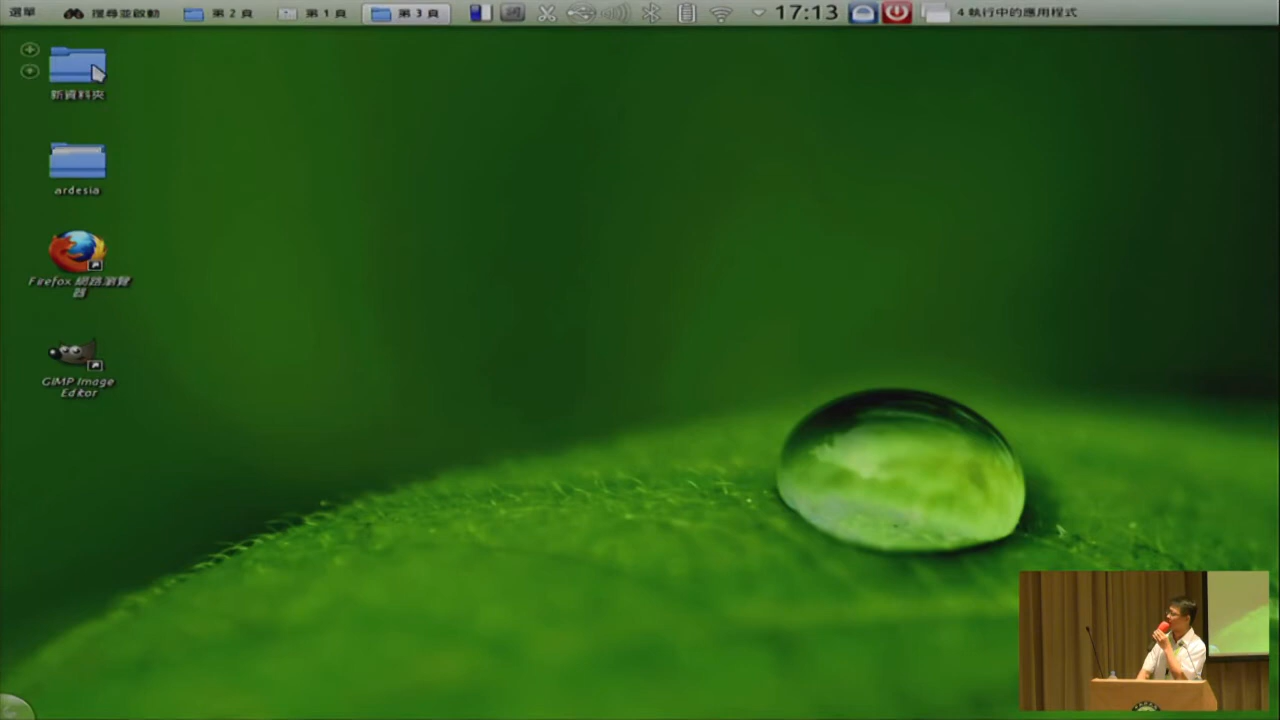 選單
搜尋並啟動
第 2 頁
第 1 頁
第 3 頁
17:13
4 執行中的應用程式
新資料夾
ardesia
Firefox 網路瀏覽
器
GIMP Image
Editor